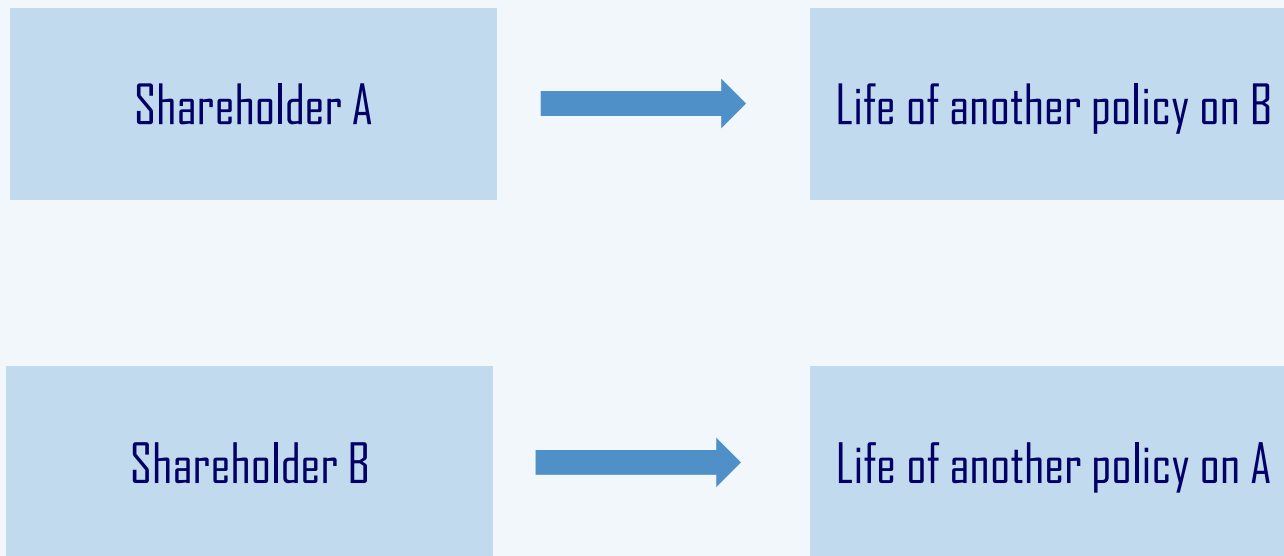 Shareholder A
Life of another policy on B
Shareholder B
Life of another policy on A